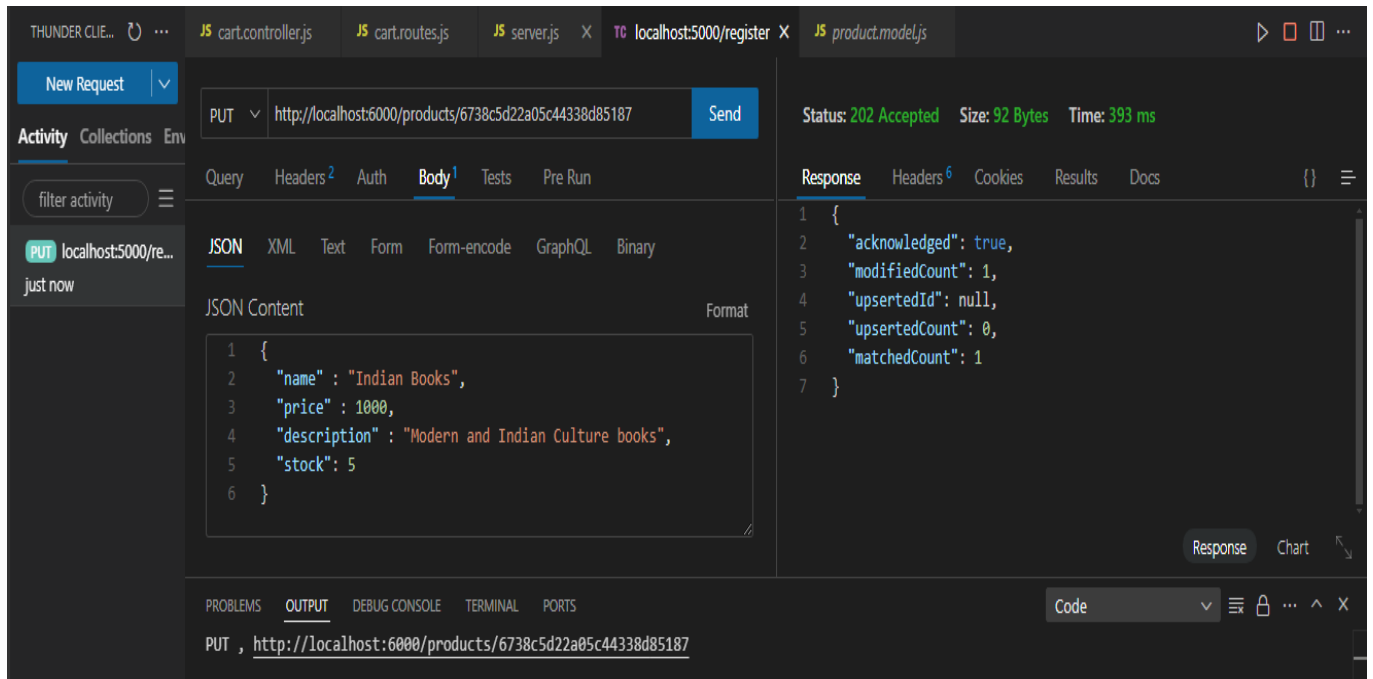 THUNDER CLIE... ···
JS cart.controller.js JS cart.routes.js JS server.js X TC localhost:5000/register X JS product.model.js ···
New Request
PUT http://localhost:6000/products/6738c5d22a05c44338d85187 Send
Status: 202 Accepted Size: 92 Bytes Time: 393 ms
Activity Collections Env
Query Headers 2 Auth Body 1 Tests Pre Run
Response Headers 6 Cookies Results Docs {}
filter activity
PUT localhost:5000/re...
just now
JSON XML Text Form Form-encode GraphQL Binary
JSON Content Format
1 {
2 "name" : "Indian Books",
3 "price" : 1000,
4 "description" : "Modern and Indian Culture books",
5 "stock": 5
6 }
1 {
2 "acknowledged": true,
3 "modifiedCount": 1,
4 "upsertedId": null,
5 "upsertedCount": 0,
6 "matchedCount": 1
7 }
Response Chart
PROBLEMS OUTPUT DEBUG CONSOLE TERMINAL PORTS Code ··· X
PUT , http://localhost:6000/products/6738c5d22a05c44338d85187